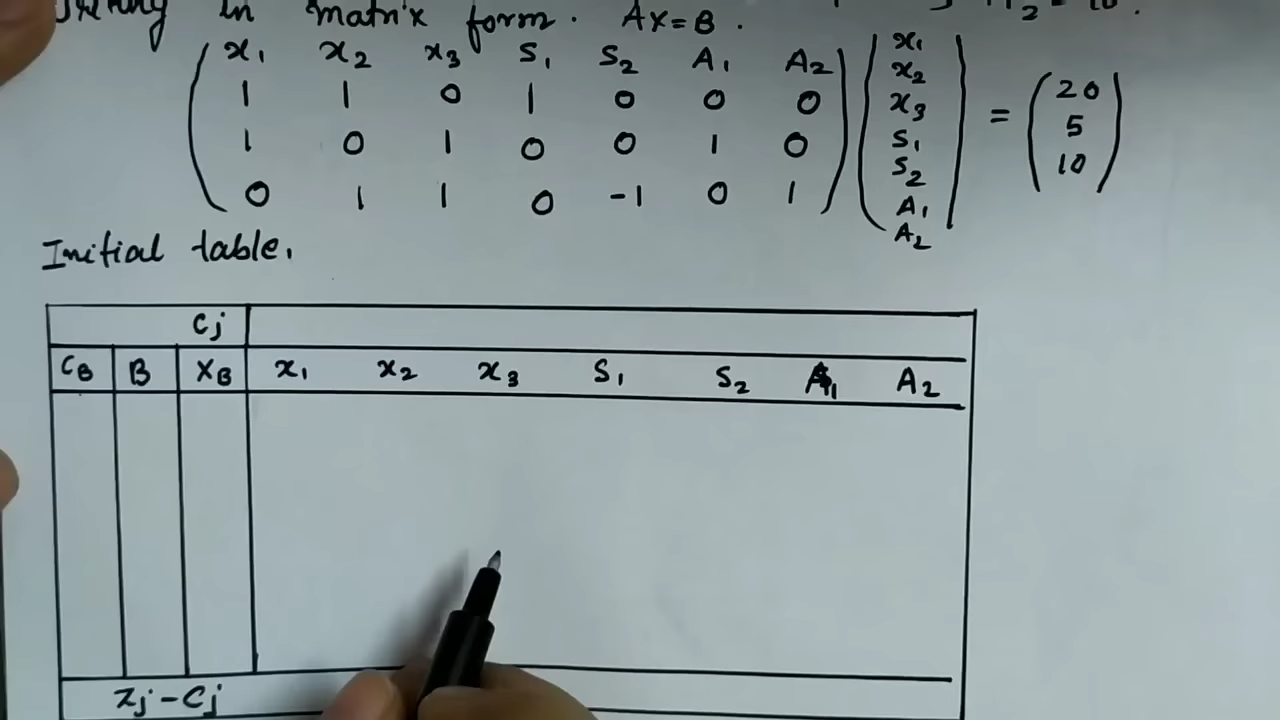 in matrix form. AX = B.
x₁ x₂ x₃ S₁ S₂ A₁ A₂ x₁
1 1 0 1 0 0 0 x₂ 20
1 0 1 0 0 1 0 x₃ = 5
0 1 1 0 -1 0 1 S₁ 10
S₂
A₁
A₂
Initial table.
Cj
CB B XB x₁ x₂ x₃ S₁ S₂ A₁ A₂
Zj - Cj